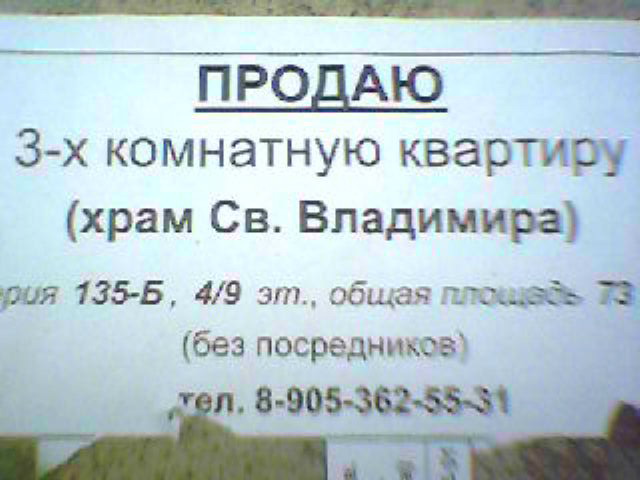 ПРОДАЮ
3-х комнатную квартиру
(храм Св. Владимира)
ерия 135-Б, 4/9 эт., общая площадь 73
(без посредников)
тел. 8-905-362-55-31